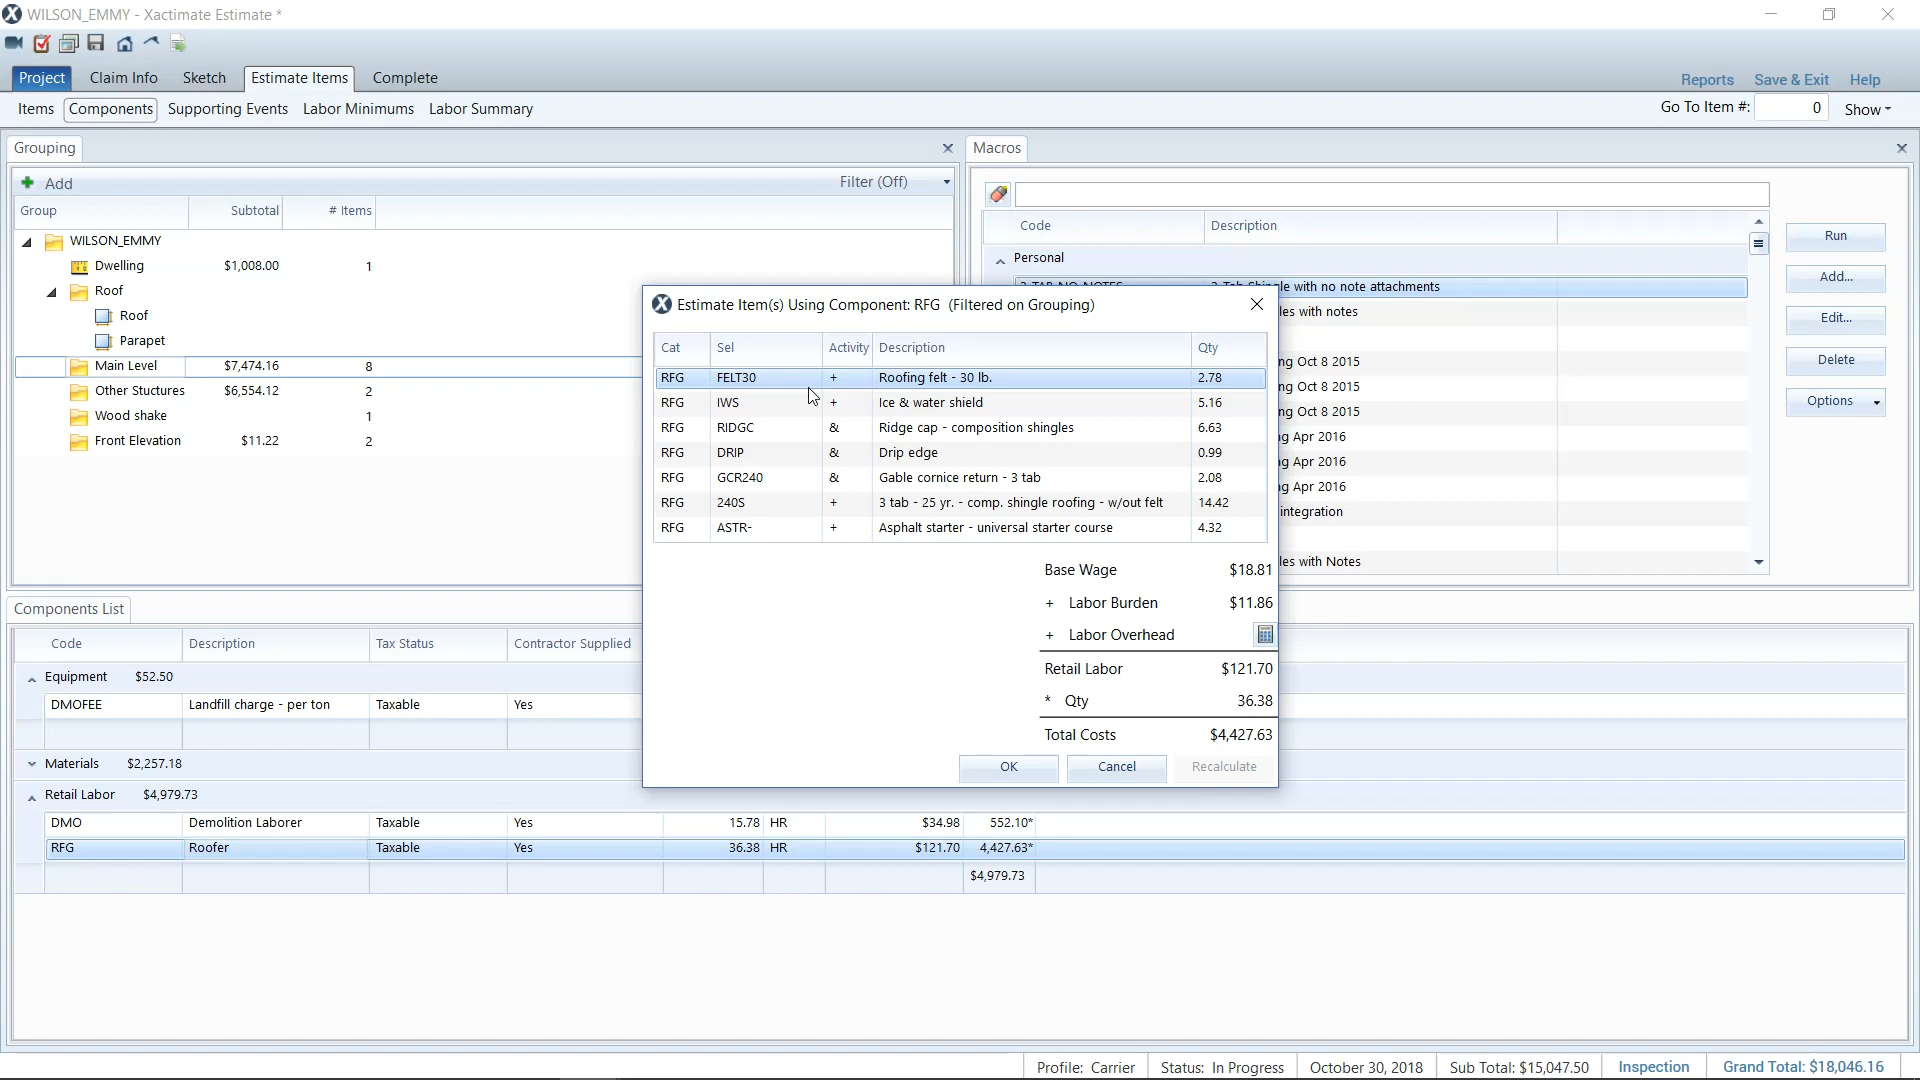 WILSON_EMMY - Xactimate Estimate *
Project Claim Info Sketch Estimate Items Complete
Reports Save & Exit Help
Items Components Supporting Events Labor Minimums Labor Summary
Go To Item #: 0 Show
Grouping
Add
Filter (Off)
Group Subtotal # Items
WILSON_EMMY
Dwelling $1,008.00 1
Roof
Roof
Parapet
Main Level $7,474.16 8
Other Stuctures $6,554.12 2
Wood shake 1
Front Elevation $11.22 2
Macros
Code Description
Personal
with no note attachments
les with notes
ng Oct 8 2015
ng Oct 8 2015
ng Oct 8 2015
g Apr 2016
g Apr 2016
g Apr 2016
integration
les with Notes
Run
Add...
Edit...
Delete
Options
Estimate Item(s) Using Component: RFG (Filtered on Grouping)
Cat Sel Activity Description Qty
RFG FELT30 + Roofing felt - 30 lb. 2.78
RFG IWS + Ice & water shield 5.16
RFG RIDGC & Ridge cap - composition shingles 6.63
RFG DRIP & Drip edge 0.99
RFG GCR240 & Gable cornice return - 3 tab 2.08
RFG 240S + 3 tab - 25 yr. - comp. shingle roofing - w/out felt 14.42
RFG ASTR- + Asphalt starter - universal starter course 4.32
Base Wage $18.81
+ Labor Burden $11.86
+ Labor Overhead
Retail Labor $121.70
* Qty 36.38
Total Costs $4,427.63
OK Cancel Recalculate
Components List
Code Description Tax Status Contractor Supplied
Equipment $52.50
DMOFEE Landfill charge - per ton Taxable Yes
Materials $2,257.18
Retail Labor $4,979.73
DMO Demolition Laborer Taxable Yes 15.78 HR $34.98 552.10*
RFG Roofer Taxable Yes 36.38 HR $121.70 4,427.63*
$4,979.73
Profile: Carrier Status: In Progress October 30, 2018 Sub Total: $15,047.50 Inspection Grand Total: $18,046.16